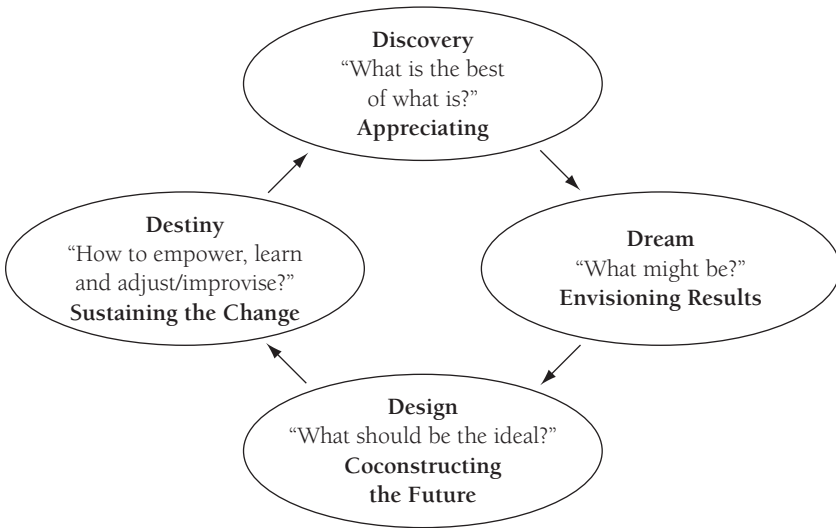 Discovery
“What is the best
of what is?”
Appreciating
Destiny
“How to empower, learn
and adjust/improvise?”
Sustaining the Change
Dream
“What might be?”
Envisioning Results
Design
“What should be the ideal?”
Coconstructing
the Future